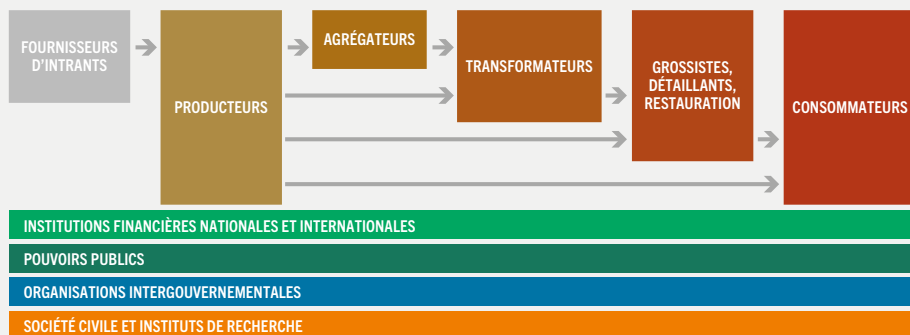 FOURNISSEURS
D'INTRANTS
PRODUCTEURS
AGRÉGATEURS
TRANSFORMATEURS
GROSSISTES,
DÉTAILLANTS,
RESTAURATION
CONSOMMATEURS
INSTITUTIONS FINANCIÈRES NATIONALES ET INTERNATIONALES
POUVOIRS PUBLICS
ORGANISATIONS INTERGOUVERNEMENTALES
SOCIÉTÉ CIVILE ET INSTITUTS DE RECHERCHE